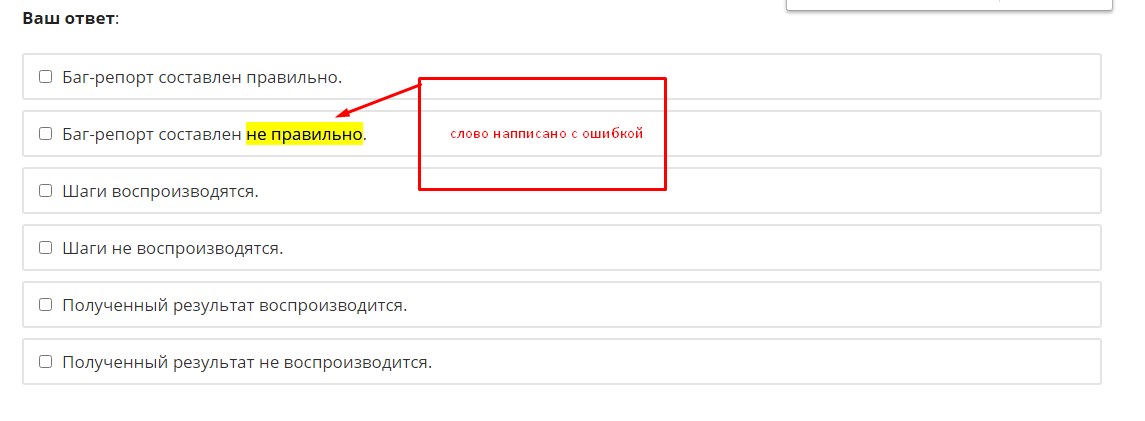 Ваш ответ:
Баг-репорт составлен правильно.
Баг-репорт составлен не правильно.
слово написано с ошибкой
Шаги воспроизводятся.
Шаги не воспроизводятся.
Полученный результат воспроизводится.
Полученный результат не воспроизводится.